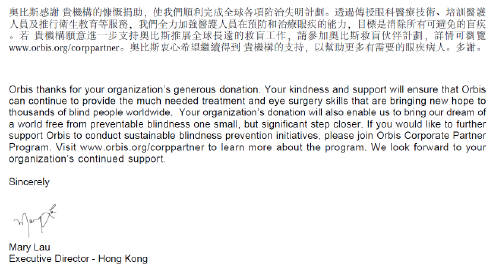 奧比斯感謝 貴機構的慷慨捐助，使我們順利完成全球各項防治失明計劃。透過傳授眼科醫療技術、培訓醫護
人員及推行衛生教育等服務，我們全力加強醫護人員在預防和治療眼疾的能力，目標是消除所有可避免的盲疾
。若 貴機構願意進一步支持奧比斯推展全球長遠的救盲工作，請參加奧比斯救盲伙伴計劃，詳情可瀏覽
www.orbis.org/corppartner。奧比斯衷心希望繼續得到 貴機構的支持，以幫助更多有需要的眼疾病人。多謝。
Orbis thanks for your organization's generous donation. Your kindness and support will ensure that Orbis
can continue to provide the much needed treatment and eye surgery skills that are bringing new hope to
thousands of blind people worldwide. Your organization's donation will also enable us to bring our dream of
a world free from preventable blindness one small, but significant step closer. If you would like to further
support Orbis to conduct sustainable blindness prevention initiatives, please join Orbis Corporate Partner
Program. Visit www.orbis.org/corppartner to learn more about the program. We look forward to your
organization's continued support.
Sincerely
Mary Lau
Executive Director - Hong Kong